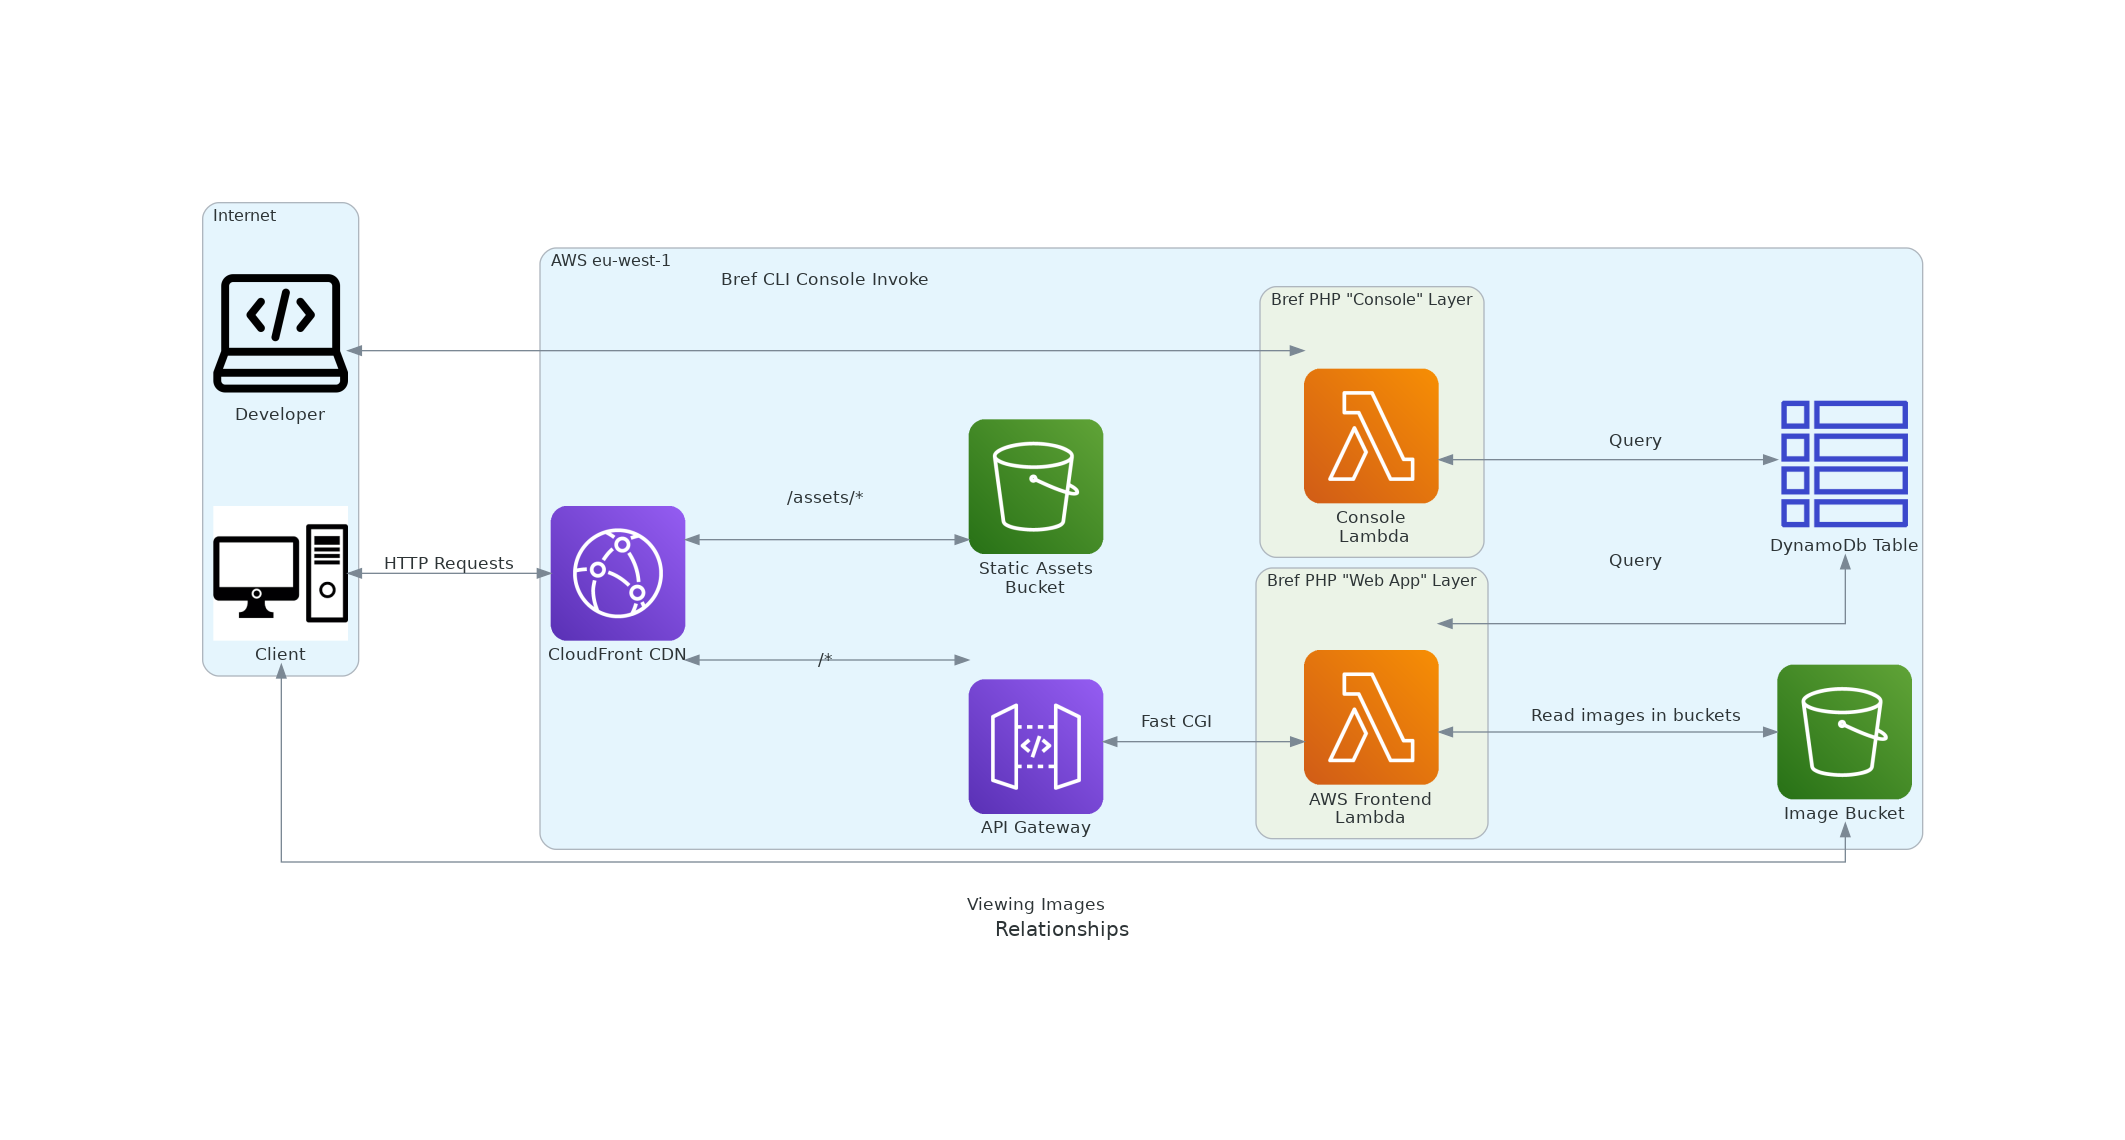 Internet
AWS eu-west-1
Bref CLI Console Invoke
Bref PHP "Console" Layer
Developer
Query
/assets/*
Console
Lambda
DynamoDb Table
HTTP Requests
Static Assets
Bucket
Query
Bref PHP "Web App" Layer
Client
CloudFront CDN
/*
Fast CGI
Read images in buckets
API Gateway
AWS Frontend
Lambda
Image Bucket
Viewing Images
Relationships